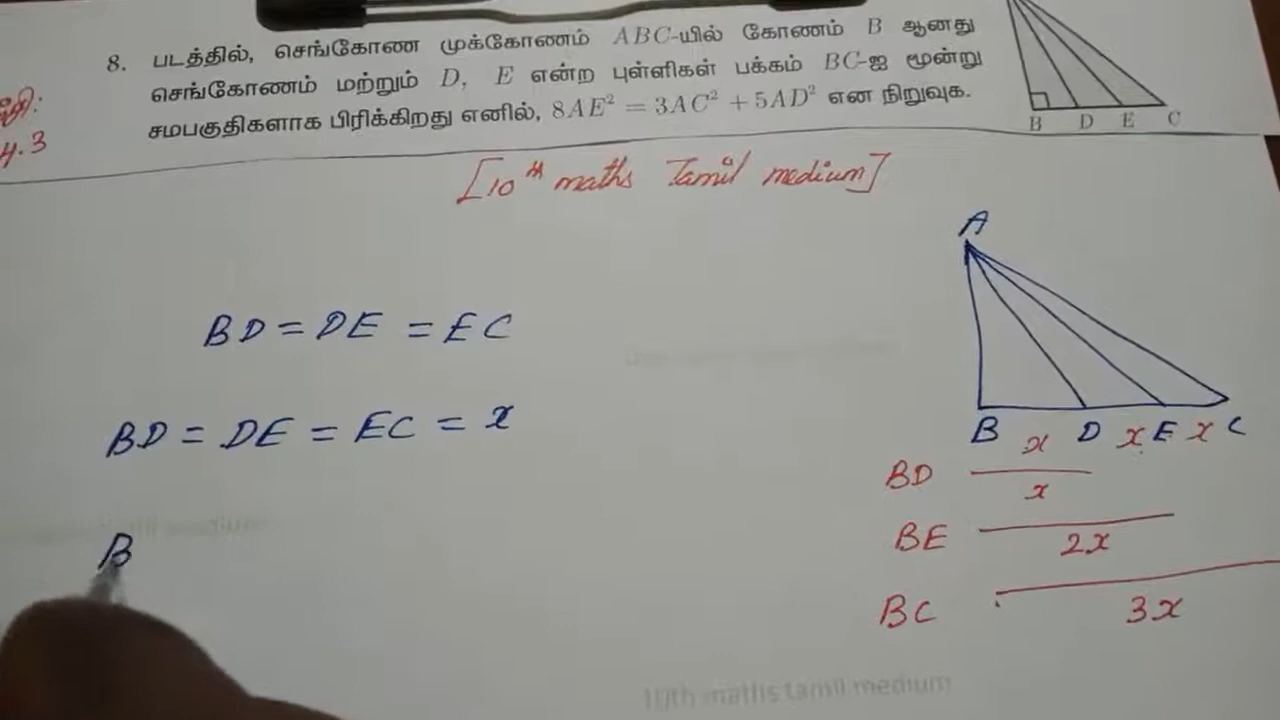 8. படத்தில், செங்கோண முக்கோணம் ABC-யில் கோணம் B ஆனது
செங்கோணம் மற்றும் D, E என்ற புள்ளிகள் பக்கம் BC-ஐ மூன்று
சமபகுதிகளாக பிரிக்கிறது எனில், 8AE² = 3AC² + 5AD² என நிறுவுக.
B D E C
4.3
[10th maths Tamil medium]
A
BD = DE = EC
BD = DE = EC = x
B x D x E x C
BD x
BE 2x
BC 3x
B
10th maths tamil medium